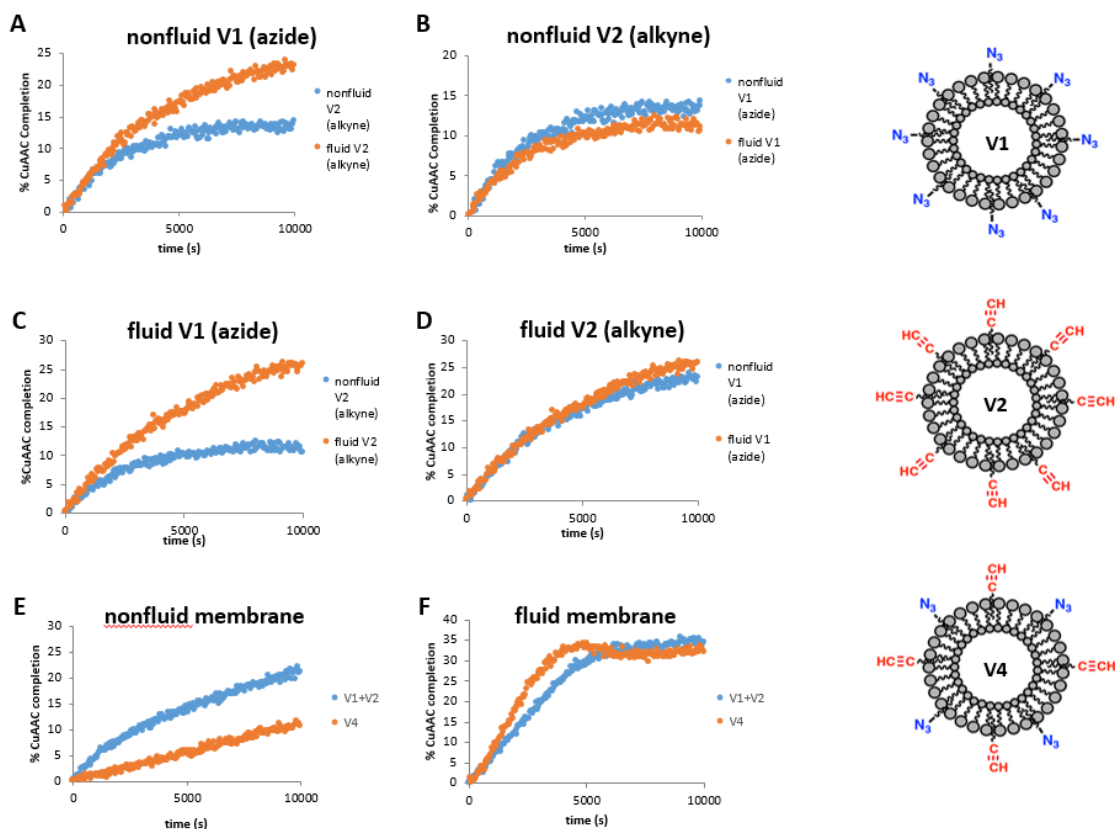 A
nonfluid V1 (azide)
% CuAAC Completion
25
20
15
10
5
0
0
5000
10000
time (s)
nonfluid
V2
(alkyne)
fluid V2
(alkyne)
B
nonfluid V2 (alkyne)
% CuAAC Completion
20
15
10
5
0
0
5000
10000
time (s)
nonfluid
V1
(azide)
fluid V1
(azide)
N3
N3
N3
N3
N3
N3
N3
N3
V1
C
fluid V1 (azide)
%CuAAC completion
30
25
20
15
10
5
0
0
5000
10000
time (s)
nonfluid
V2
(alkyne)
fluid V2
(alkyne)
D
fluid V2 (alkyne)
% CuAAC completion
30
25
20
15
10
5
0
0
5000
10000
time (s)
nonfluid
V1
(azide)
fluid V1
(azide)
HC≡C
C≡CH
C≡CH
HC≡C
C≡CH
HC≡C
C≡CH
C≡CH
V2
E
nonfluid membrane
% CuAAC completion
30
25
20
15
10
5
0
0
5000
10000
time (s)
V1+V2
V4
F
fluid membrane
% CuAAC completion
40
35
30
25
20
15
10
5
0
0
5000
10000
time (s)
V1+V2
V4
C≡CH
N3
N3
HC≡C
C≡CH
N3
N3
C≡CH
V4